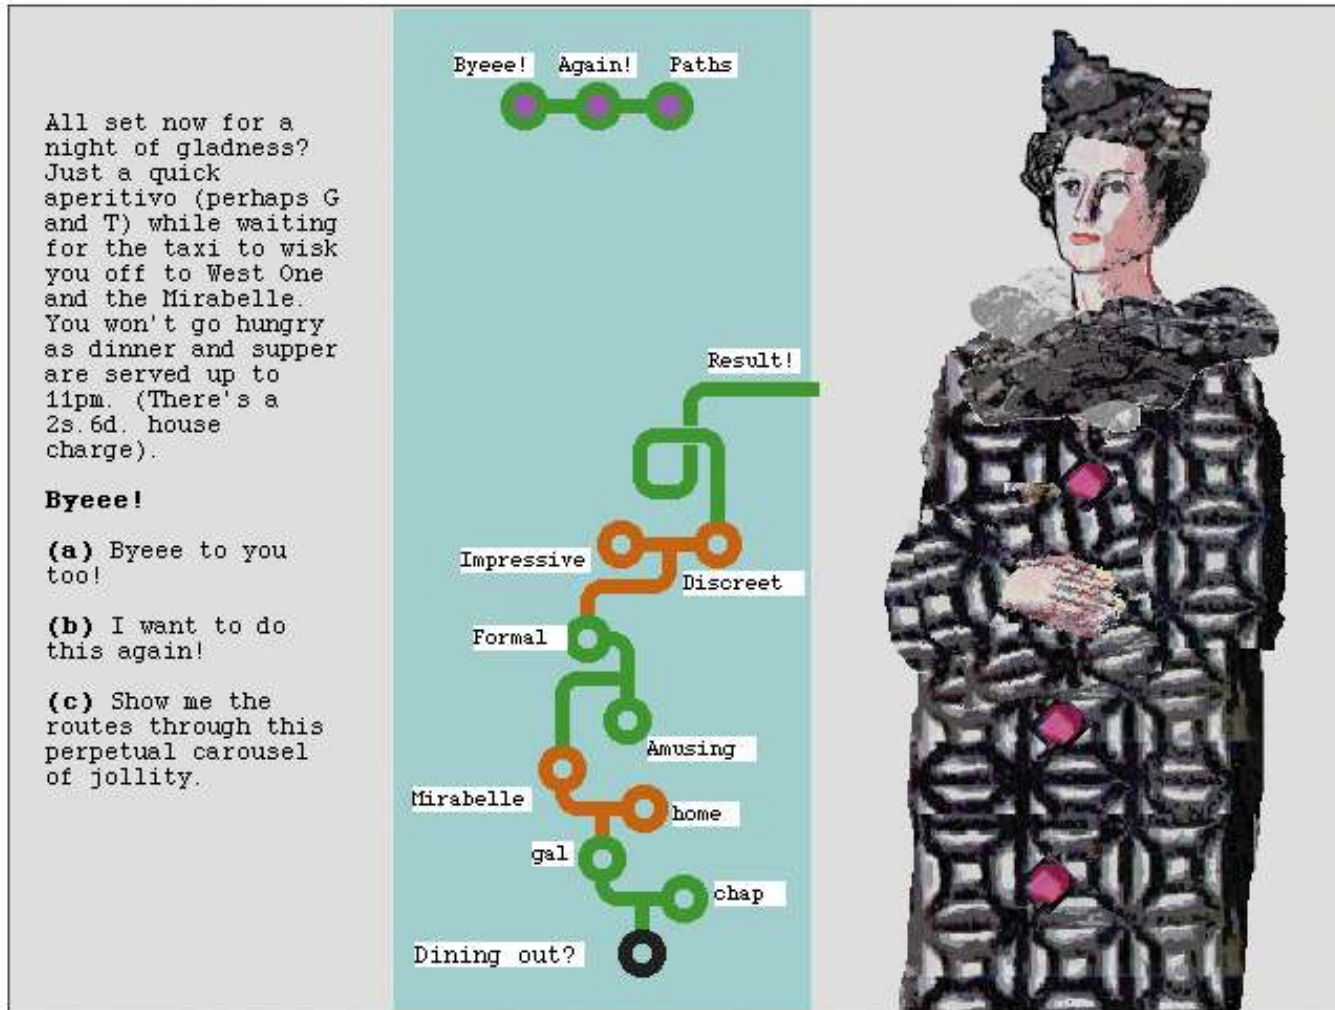 All set now for a
night of gladness?
Just a quick
aperitivo (perhaps G
and T) while waiting
for the taxi to wisk
you off to West One
and the Mirabelle.
You won't go hungry
as dinner and supper
are served up to
11pm. (There's a
2s.6d. house
charge).
Byeee!
(a) Byeee to you
too!
(b) I want to do
this again!
(c) Show me the
routes through this
perpetual carousel
of jollity.
Byeee! Again! Paths
Result!
Impressive
Discreet
Formal
Amusing
Mirabelle
home
gal
chap
Dining out?